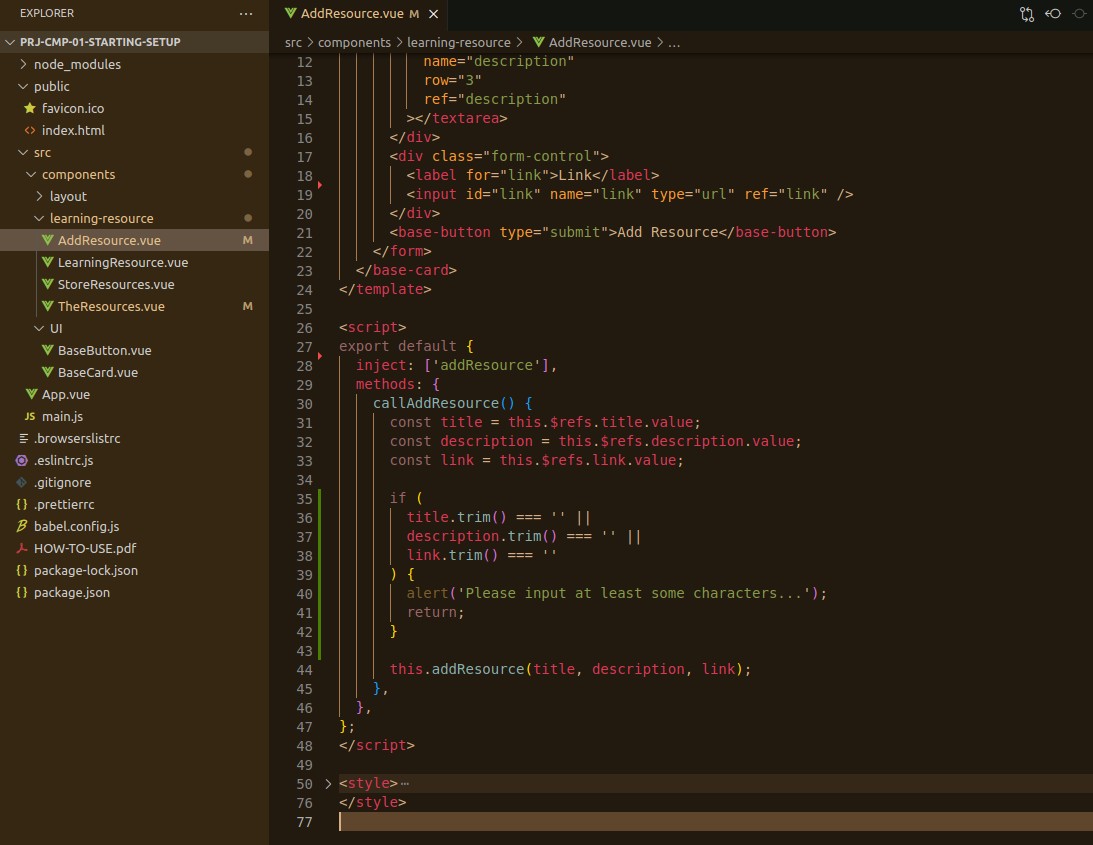 EXPLORER
PRJ-CMP-01-STARTING-SETUP
node_modules
public
favicon.ico
index.html
src
components
layout
learning-resource
AddResource.vue M
LearningResource.vue
StoreResources.vue
TheResources.vue M
UI
BaseButton.vue
BaseCard.vue
App.vue
JS main.js
.browserslistrc
.eslintrc.js
.gitignore
{} .prettierrc
babel.config.js
HOW-TO-USE.pdf
{} package-lock.json
{} package.json
AddResource.vue M
src > components > learning-resource > AddResource.vue > ...
12 name="description"
13 row="3"
14 ref="description"
15 ></textarea>
16 </div>
17 <div class="form-control">
18 <label for="link">Link</label>
19 <input id="link" name="link" type="url" ref="link" />
20 </div>
21 <base-button type="submit">Add Resource</base-button>
22 </form>
23 </base-card>
24 </template>
25
26 <script>
27 export default {
28 inject: ['addResource'],
29 methods: {
30 callAddResource() {
31 const title = this.$refs.title.value;
32 const description = this.$refs.description.value;
33 const link = this.$refs.link.value;
34
35 if (
36 title.trim() === '' ||
37 description.trim() === '' ||
38 link.trim() === ''
39 ) {
40 alert('Please input at least some characters...');
41 return;
42 }
43
44 this.addResource(title, description, link);
45 },
46 },
47 };
48 </script>
49
50 <style>...
76 </style>
77